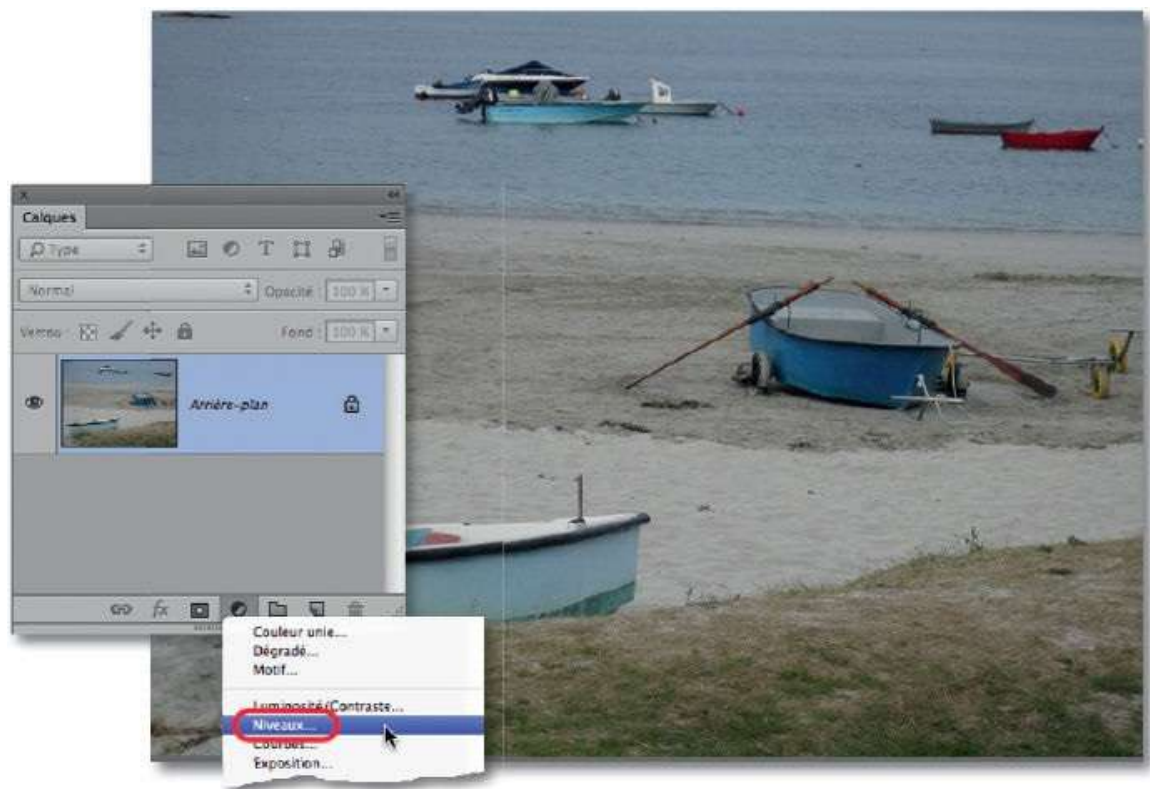 Calques
Type
Normal
Opacité : 100 %
Verrou :
Fond : 100 %
Arrière-plan
fx
Couleur unie...
Dégradé...
Motif...
Luminosité/Contraste...
Niveaux...
Courbes...
Exposition...